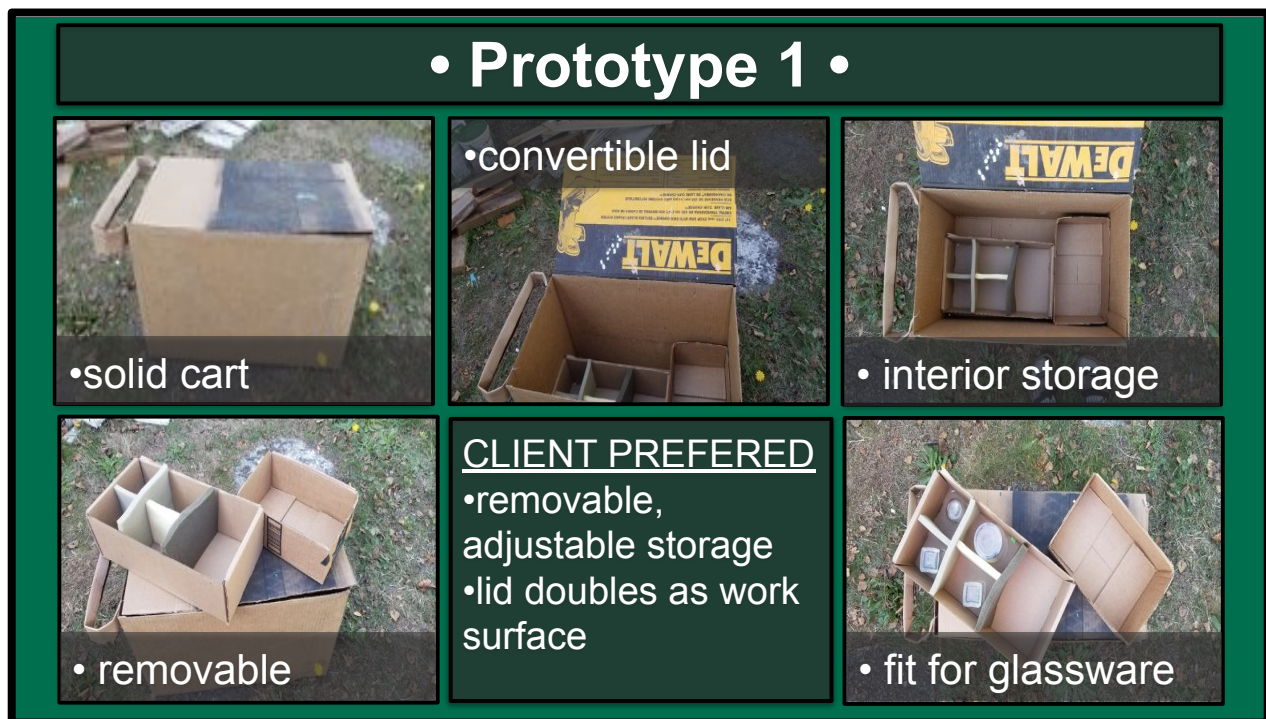 • Prototype 1 •
•solid cart
•convertible lid
DEWALT
• interior storage
DEWALT
• removable
CLIENT PREFERED
•removable,
adjustable storage
•lid doubles as work
surface
• fit for glassware